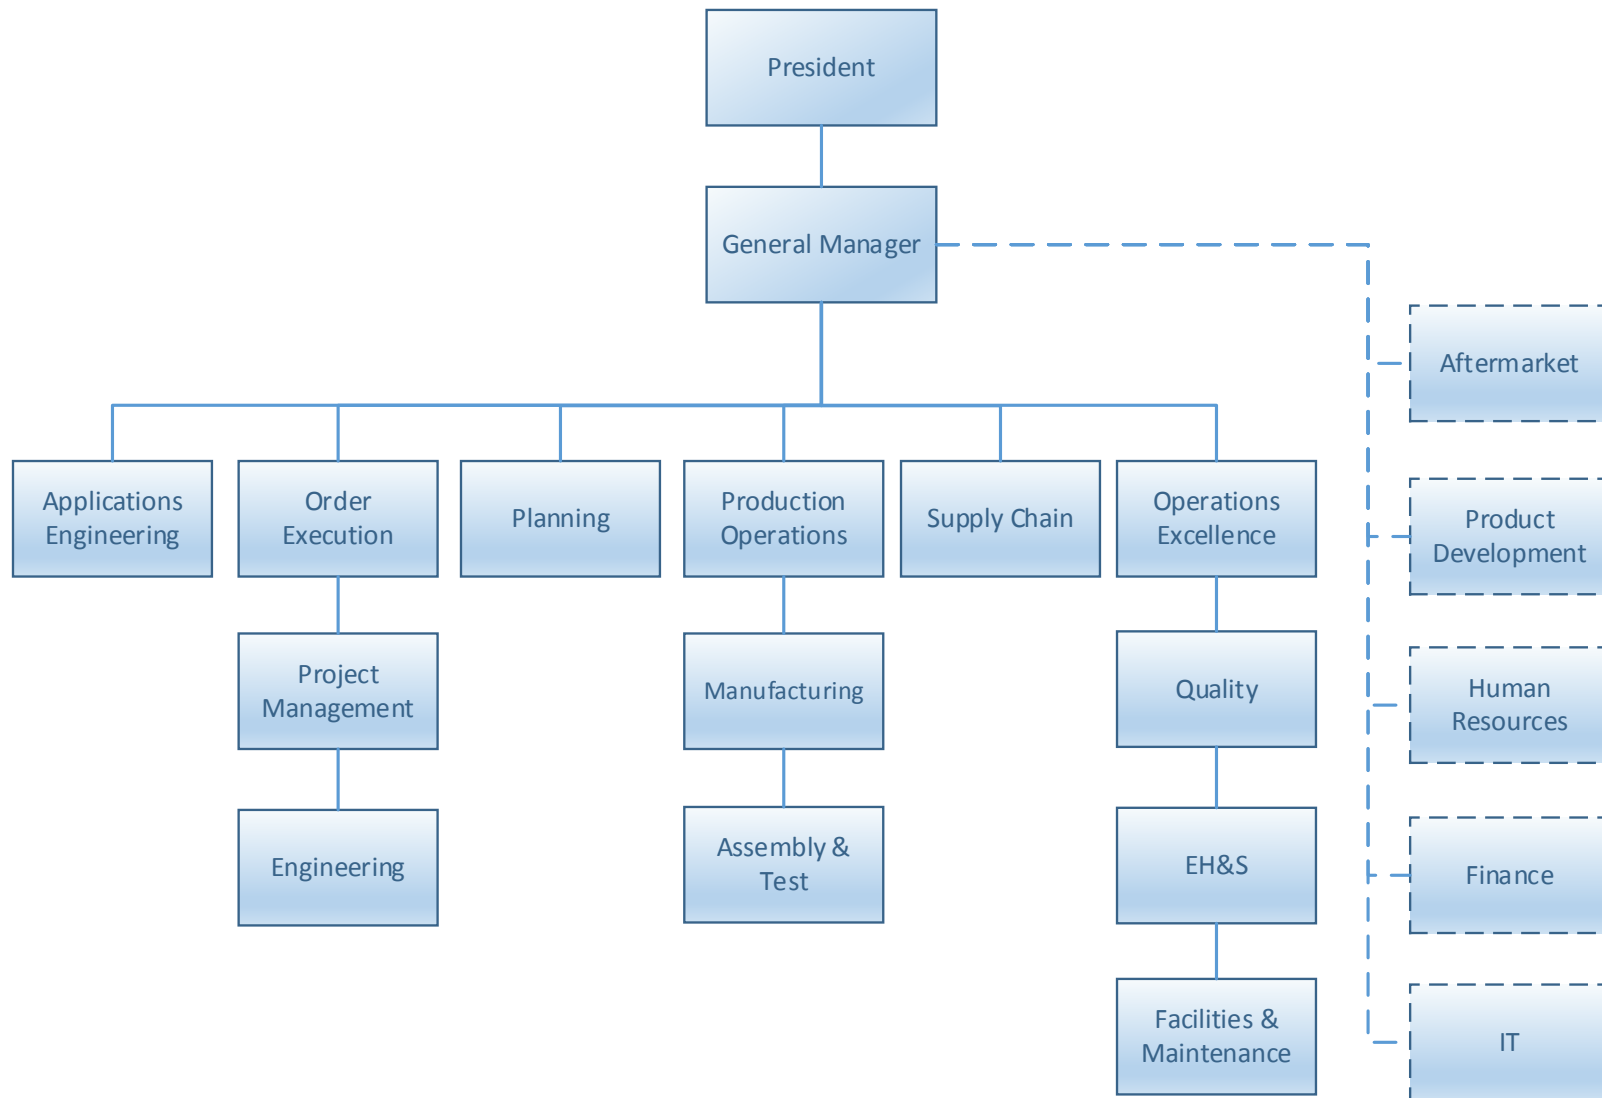 President
General Manager
Aftermarket
Applications
Engineering
Order
Execution
Planning
Production
Operations
Supply Chain
Operations
Excellence
Product
Development
Project
Management
Manufacturing
Quality
Human
Resources
Engineering
Assembly &
Test
EH&S
Finance
Facilities &
Maintenance
IT